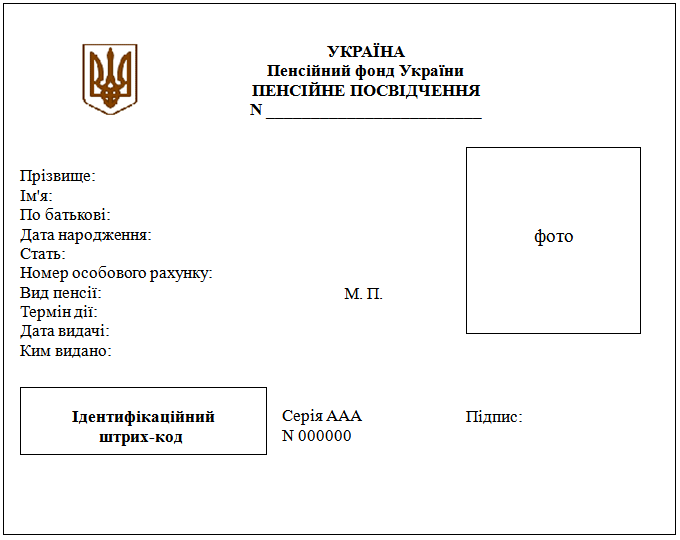 УКРАЇНА
Пенсійний фонд України
ПЕНСІЙНЕ ПОСВІДЧЕННЯ
N ________________________
Прізвище:
Ім'я:
По батькові:
Дата народження:
Стать:
Номер особового рахунку:
Вид пенсії:
Термін дії:
Дата видачі:
Ким видано:
М. П.
фото
Ідентифікаційний
штрих-код
Серія ААА
N 000000
Підпис: